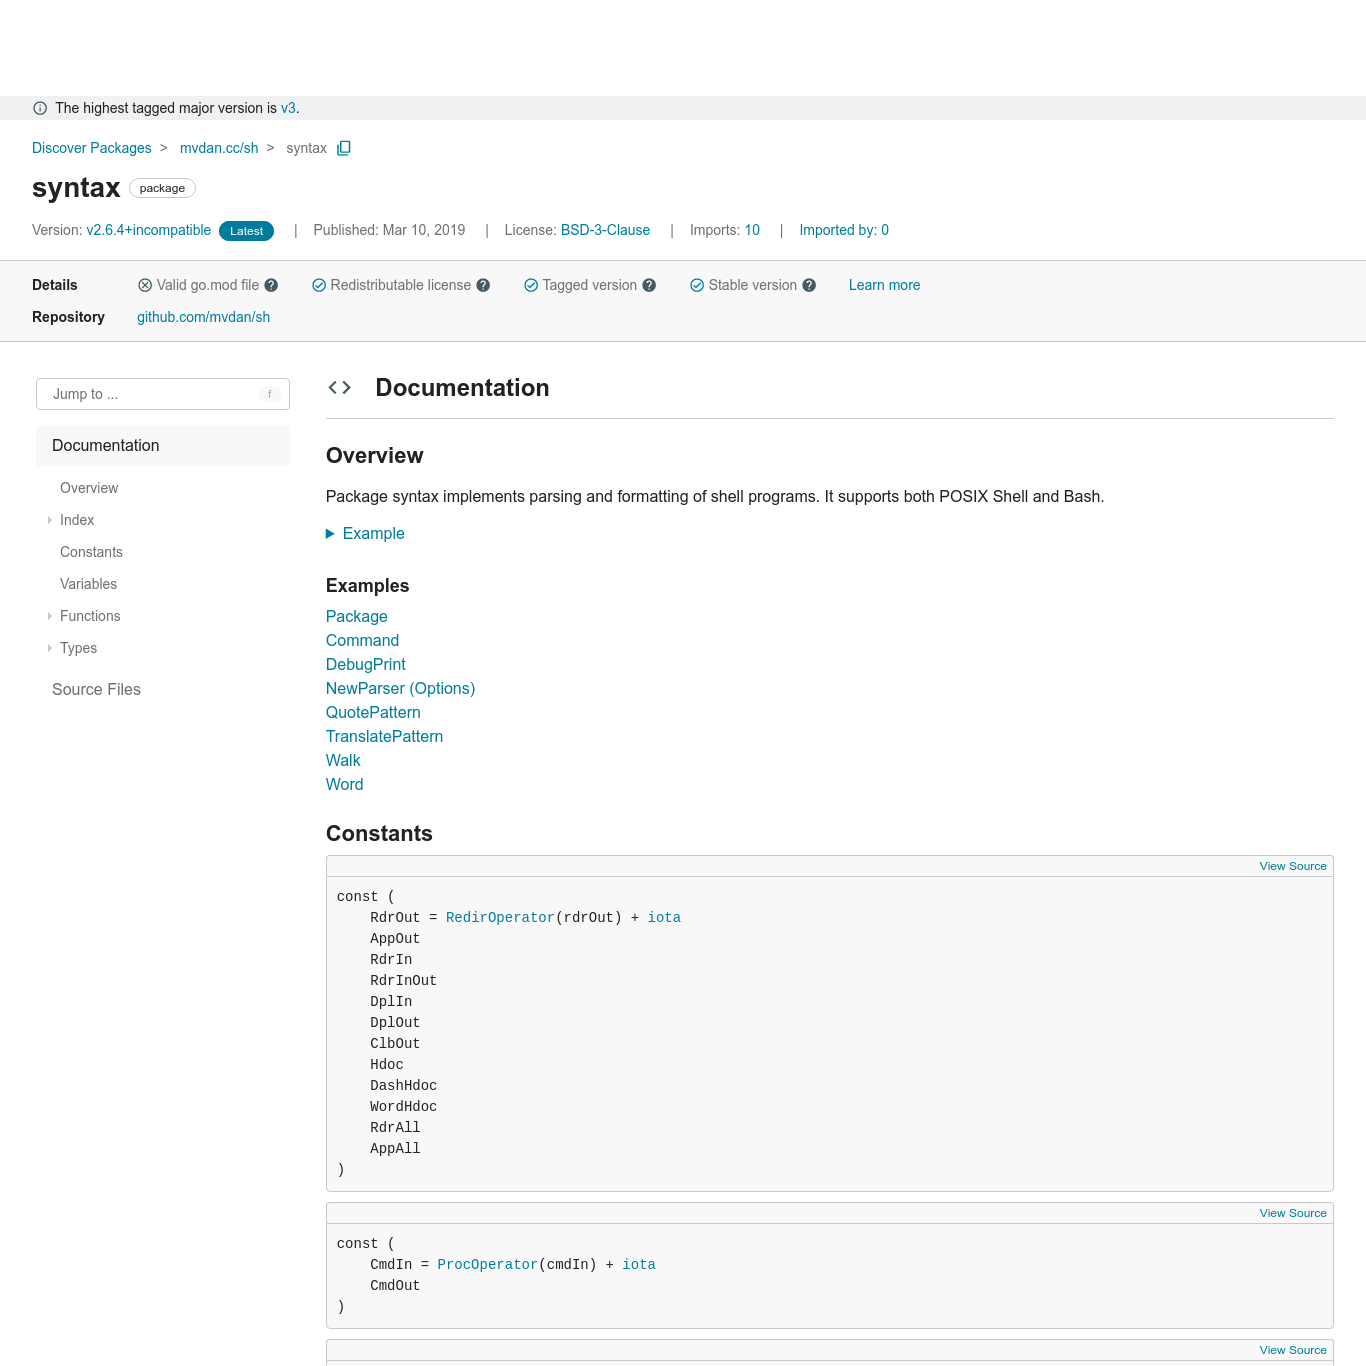 The highest tagged major version is v3.
Discover Packages > mvdan.cc/sh > syntax
syntax package
Version: v2.6.4+incompatible Latest | Published: Mar 10, 2019 | License: BSD-3-Clause | Imports: 10 | Imported by: 0
Details Valid go.mod file ? Redistributable license ? Tagged version ? Stable version ? Learn more
Repository github.com/mvdan/sh
Jump to ... f
Documentation
Overview
Index
Constants
Variables
Functions
Types
Source Files
<> Documentation
Overview
Package syntax implements parsing and formatting of shell programs. It supports both POSIX Shell and Bash.
Example
Examples
Package
Command
DebugPrint
NewParser (Options)
QuotePattern
TranslatePattern
Walk
Word
Constants
View Source
const (
    RdrOut = RedirOperator(rdrOut) + iota
    AppOut
    RdrIn
    RdrInOut
    DplIn
    DplOut
    ClbOut
    Hdoc
    DashHdoc
    WordHdoc
    RdrAll
    AppAll
)
View Source
const (
    CmdIn = ProcOperator(cmdIn) + iota
    CmdOut
)
View Source